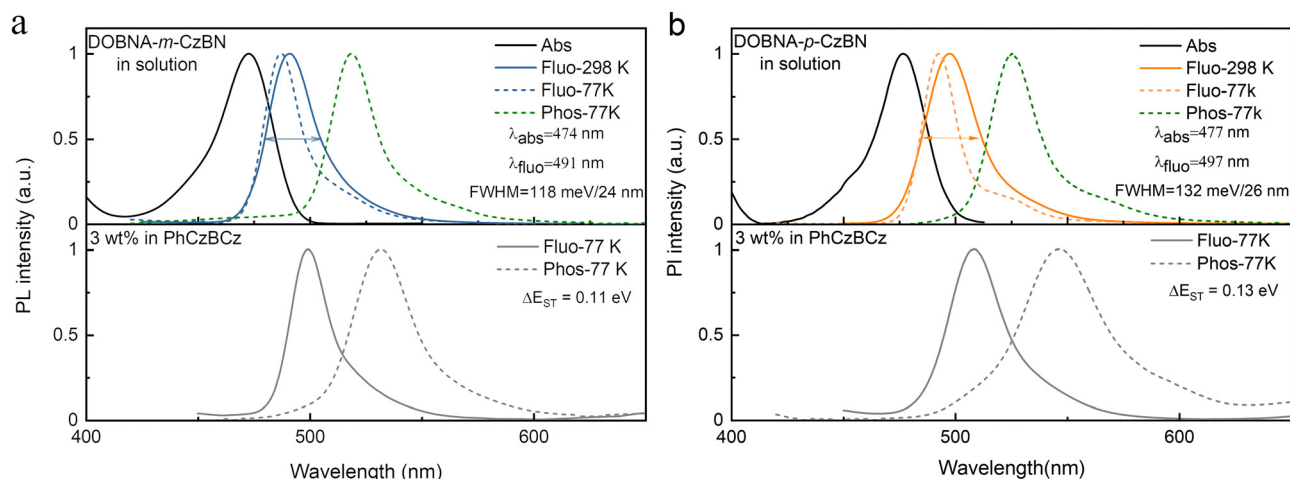 a
DOBNA-m-CzBN
in solution
Abs
Fluo-298 K
Fluo-77K
Phos-77K
λabs=474 nm
λfluo=491 nm
FWHM=118 meV/24 nm
1
0.5
0
3 wt% in PhCzBCz
Fluo-77 K
Phos-77 K
ΔEST = 0.11 eV
1
0.5
0
PL intensity (a.u.)
400
500
600
Wavelength (nm)
b
DOBNA-p-CzBN
in solution
Abs
Fluo-298 K
Fluo-77k
Phos-77k
λabs=477 nm
λfluo=497 nm
FWHM=132 meV/26 nm
1
0.5
0
3 wt% in PhCzBCz
Fluo-77K
Phos-77K
ΔEST = 0.13 eV
1
0.5
0
PI intensity (a.u.)
400
500
600
Wavelength(nm)